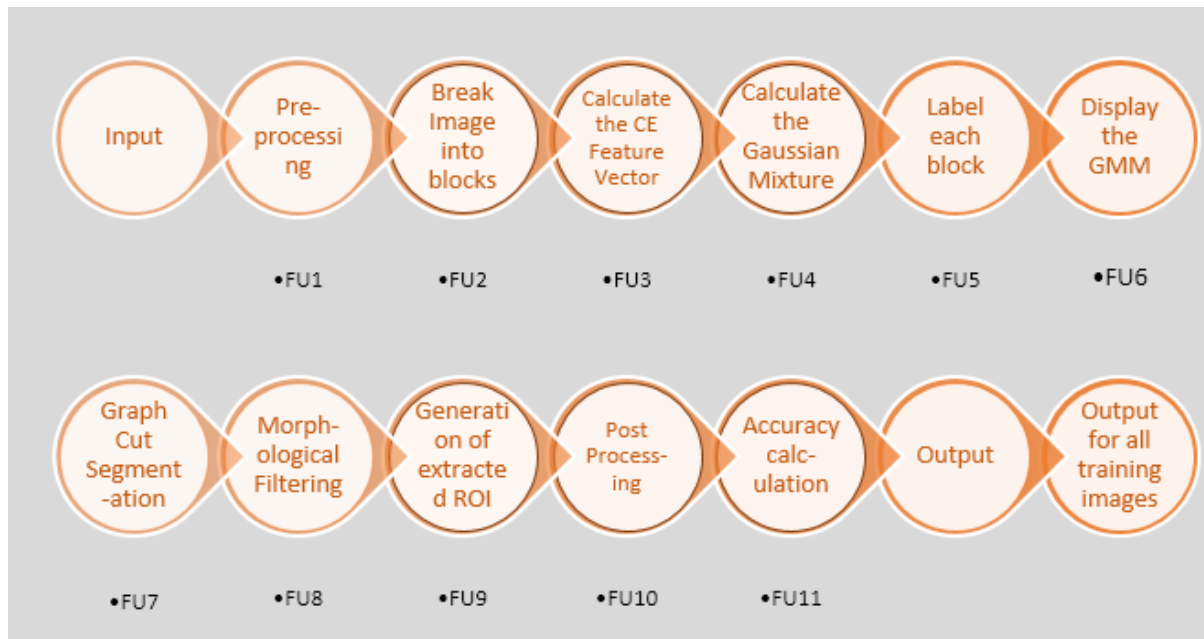 Input
Pre-
processi
ng
Break
Image
into
blocks
Calculate
the CE
Feature
Vector
Calculate
the
Gaussian
Mixture
Label
each
block
Display
the
GMM
•FU1
•FU2
•FU3
•FU4
•FU5
•FU6
Graph
Cut
Segment
-ation
Morph-
ological
Filtering
Generati
on of
extracte
d ROI
Post
Process-
ing
Accuracy
calc-
ulation
Output
Output
for all
training
images
•FU7
•FU8
•FU9
•FU10
•FU11